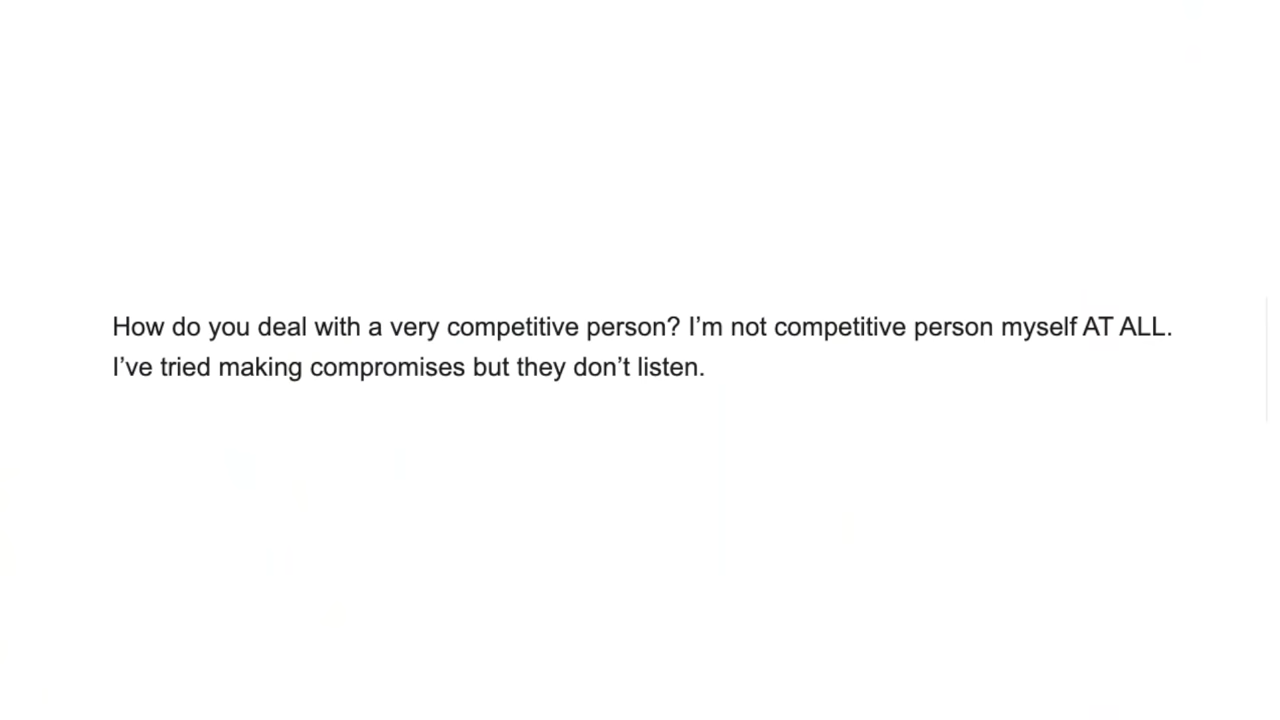 How do you deal with a very competitive person? I’m not competitive person myself AT ALL.
I’ve tried making compromises but they don’t listen.